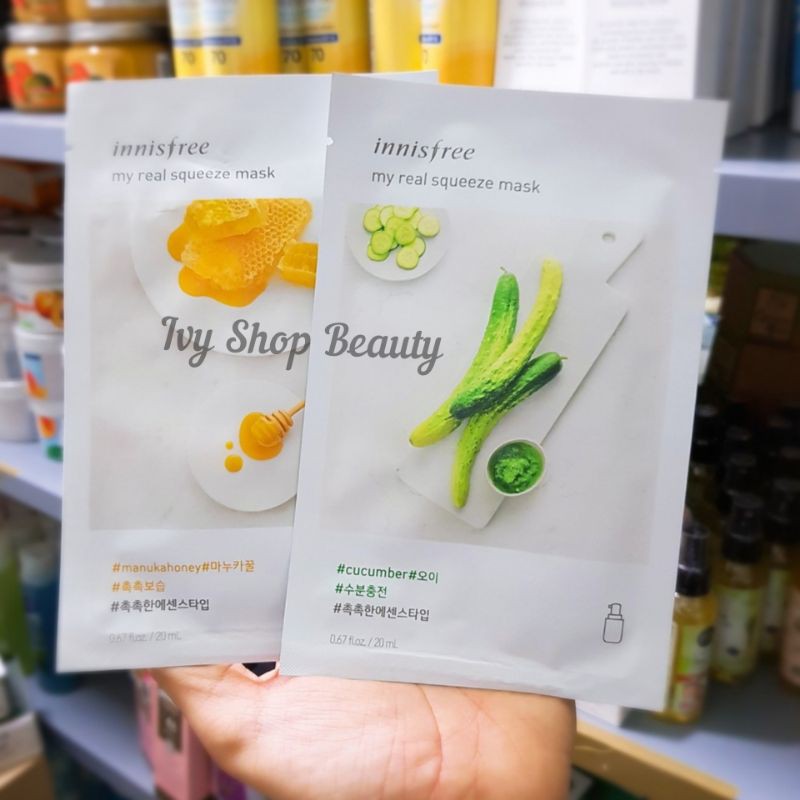 70
70
innisfree
my real squeeze mask
#manukahoney#마누카꿀
#촉촉보습
#촉촉한에센스타입
0.67 fl.oz. / 20 mL
innisfree
my real squeeze mask
#cucumber#오이
#수분충전
#촉촉한에센스타입
0.67 fl.oz. / 20 mL
Ivy Shop Beauty